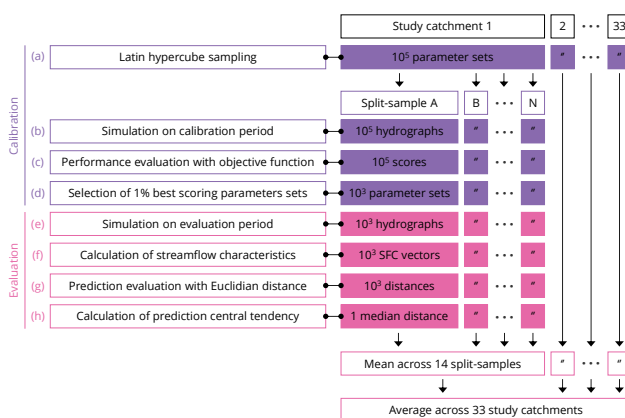 Study catchment 1 2 ··· 33
(a) Latin hypercube sampling 10⁵ parameter sets " ··· "
Split-sample A B ··· N
(b) Simulation on calibration period 10⁵ hydrographs " ··· "
(c) Performance evaluation with objective function 10⁵ scores " ··· "
(d) Selection of 1% best scoring parameters sets 10³ parameter sets " ··· "
Calibration
(e) Simulation on evaluation period 10³ hydrographs " ··· "
(f) Calculation of streamflow characteristics 10³ SFC vectors " ··· "
(g) Prediction evaluation with Euclidian distance 10³ distances " ··· "
(h) Calculation of prediction central tendency 1 median distance " ··· "
Evaluation
Mean across 14 split-samples " ··· "
Average across 33 study catchments